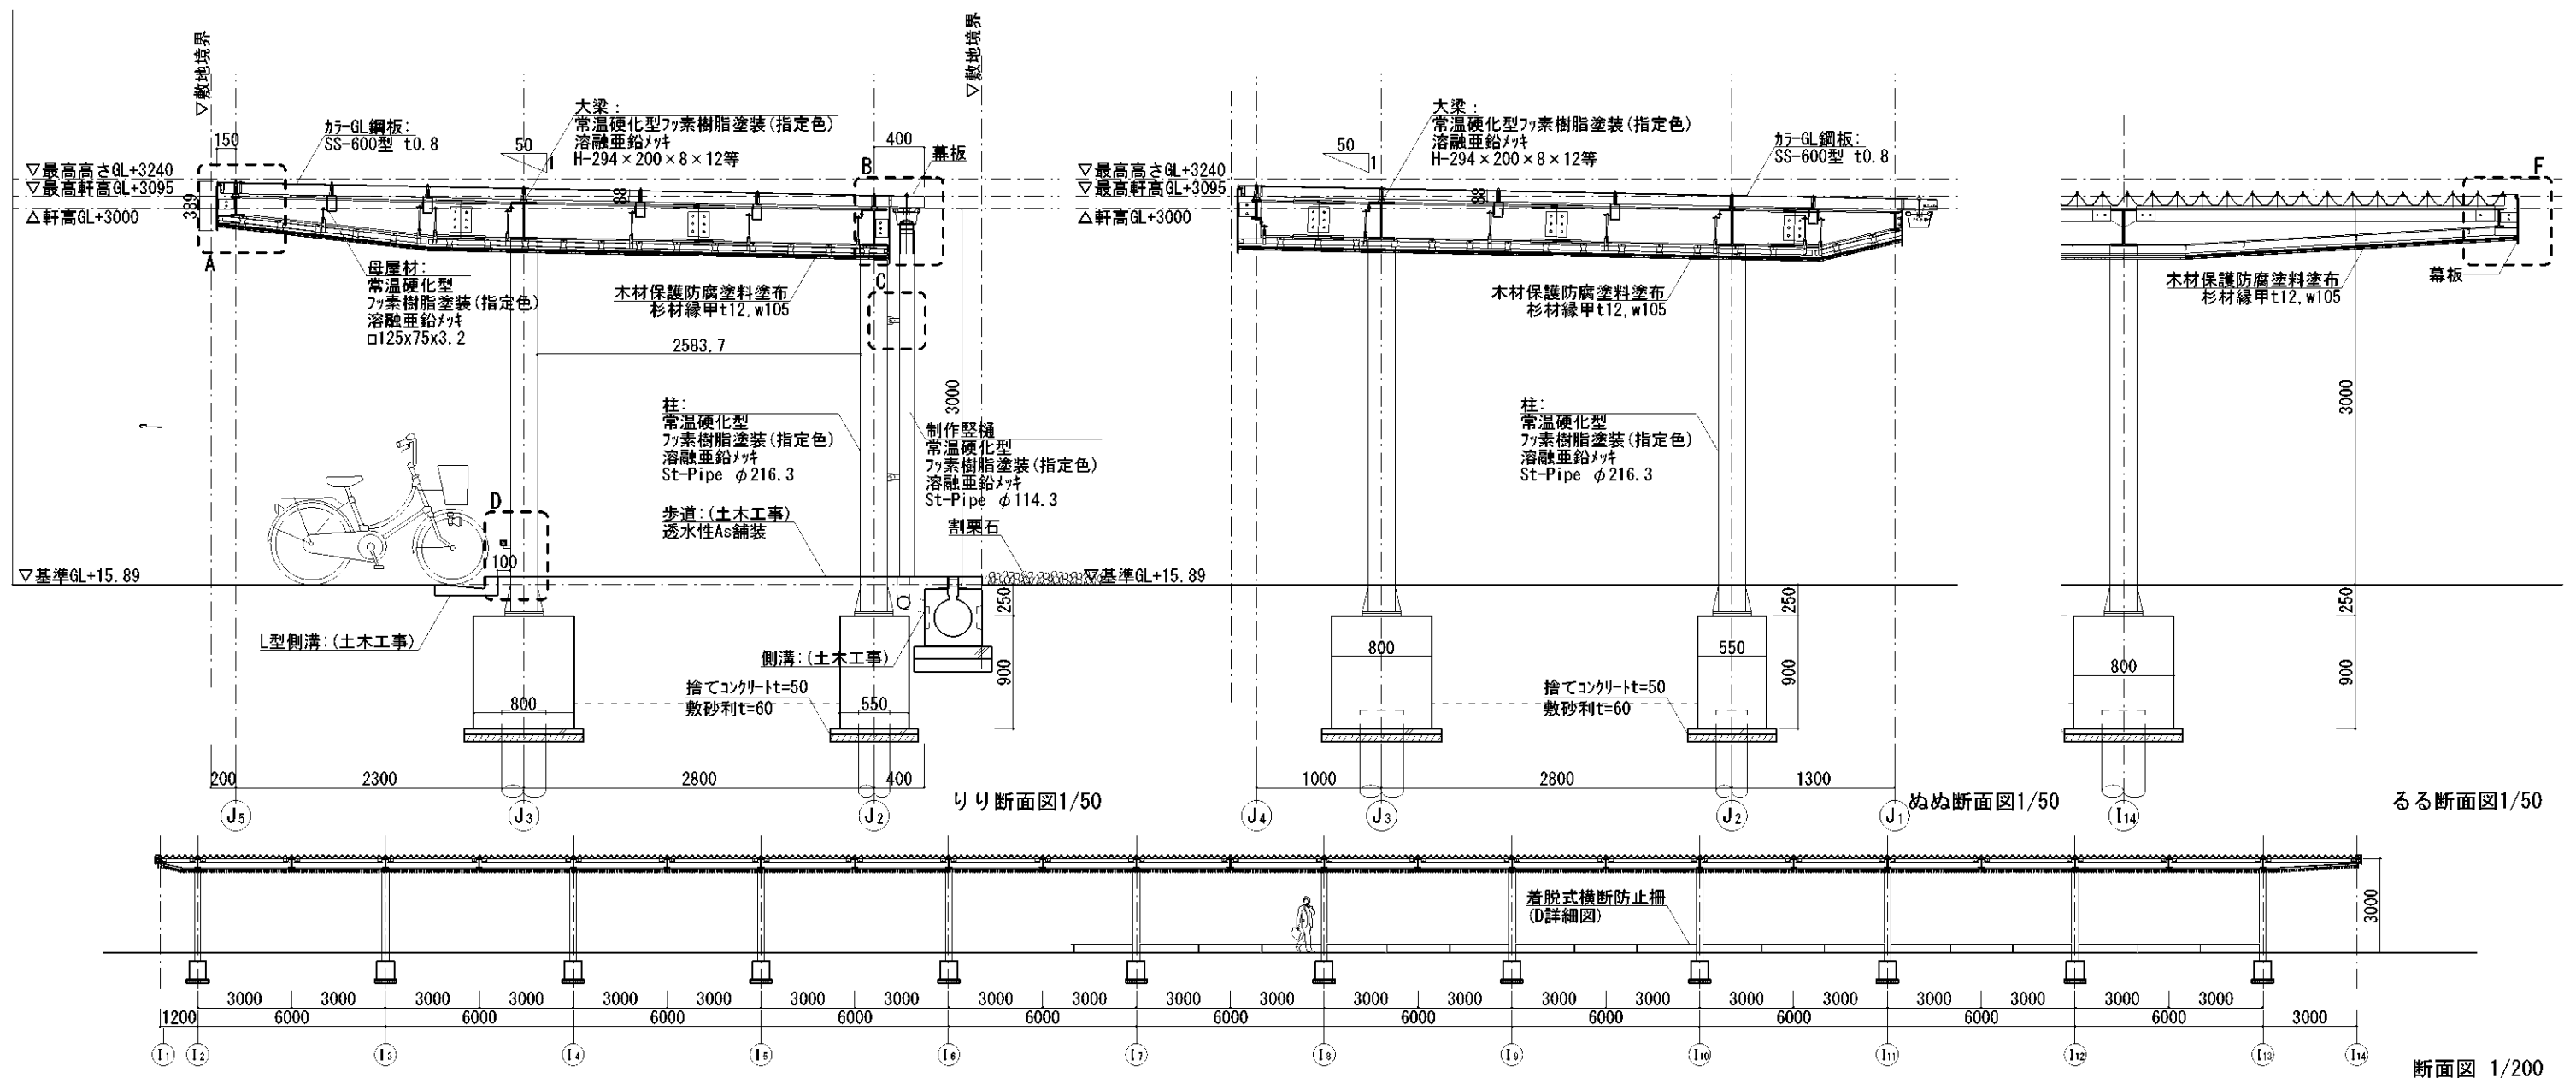 ▽敷地境界
▽敷地境界
大梁：
常温硬化型フッ素樹脂塗装(指定色)
溶融亜鉛メッキ
H-294×200×8×12等
カラーGL鋼板:
SS-600型 t0.8
150
50
1
400
幕板
B
▽最高高さGL+3240
▽最高軒高GL+3095
△軒高GL+3000
389
88
A
C
母屋材:
常温硬化型
フッ素樹脂塗装(指定色)
溶融亜鉛メッキ
□125x75x3.2
木材保護防腐塗料塗布
杉材縁甲t12,w105
2583.7
3000
柱:
常温硬化型
フッ素樹脂塗装(指定色)
溶融亜鉛メッキ
St-Pipe φ216.3
制作竪樋
常温硬化型
フッ素樹脂塗装(指定色)
溶融亜鉛メッキ
St-Pipe φ114.3
D
100
歩道:(土木工事)
透水性As舗装
割栗石
▽基準GL+15.89
L型側溝:(土木工事)
側溝:(土木工事)
捨てコンクリートt=50
敷砂利t=60
800
550
250
900
200
2300
2800
400
J5
J3
J2
りり断面図1/50
大梁：
常温硬化型フッ素樹脂塗装(指定色)
溶融亜鉛メッキ
H-294×200×8×12等
50
1
カラーGL鋼板:
SS-600型 t0.8
▽最高高さGL+3240
▽最高軒高GL+3095
△軒高GL+3000
88
木材保護防腐塗料塗布
杉材縁甲t12,w105
柱:
常温硬化型
フッ素樹脂塗装(指定色)
溶融亜鉛メッキ
St-Pipe φ216.3
▽基準GL+15.89
800
550
250
900
捨てコンクリートt=50
敷砂利t=60
1000
2800
1300
J4
J3
J2
J1
ぬぬ断面図1/50
F
木材保護防腐塗料塗布
杉材縁甲t12,w105
幕板
3000
250
800
900
I14
るる断面図1/50
着脱式横断防止柵
(D詳細図)
3000
3000 3000 3000 3000 3000 3000 3000 3000 3000 3000 3000 3000 3000 3000 3000 3000 3000 3000 3000 3000 3000 3000
1200 6000 6000 6000 6000 6000 6000 6000 6000 6000 6000 6000 3000
I1 I2 I3 I4 I5 I6 I7 I8 I9 I10 I11 I12 I13 I14
断面図 1/200